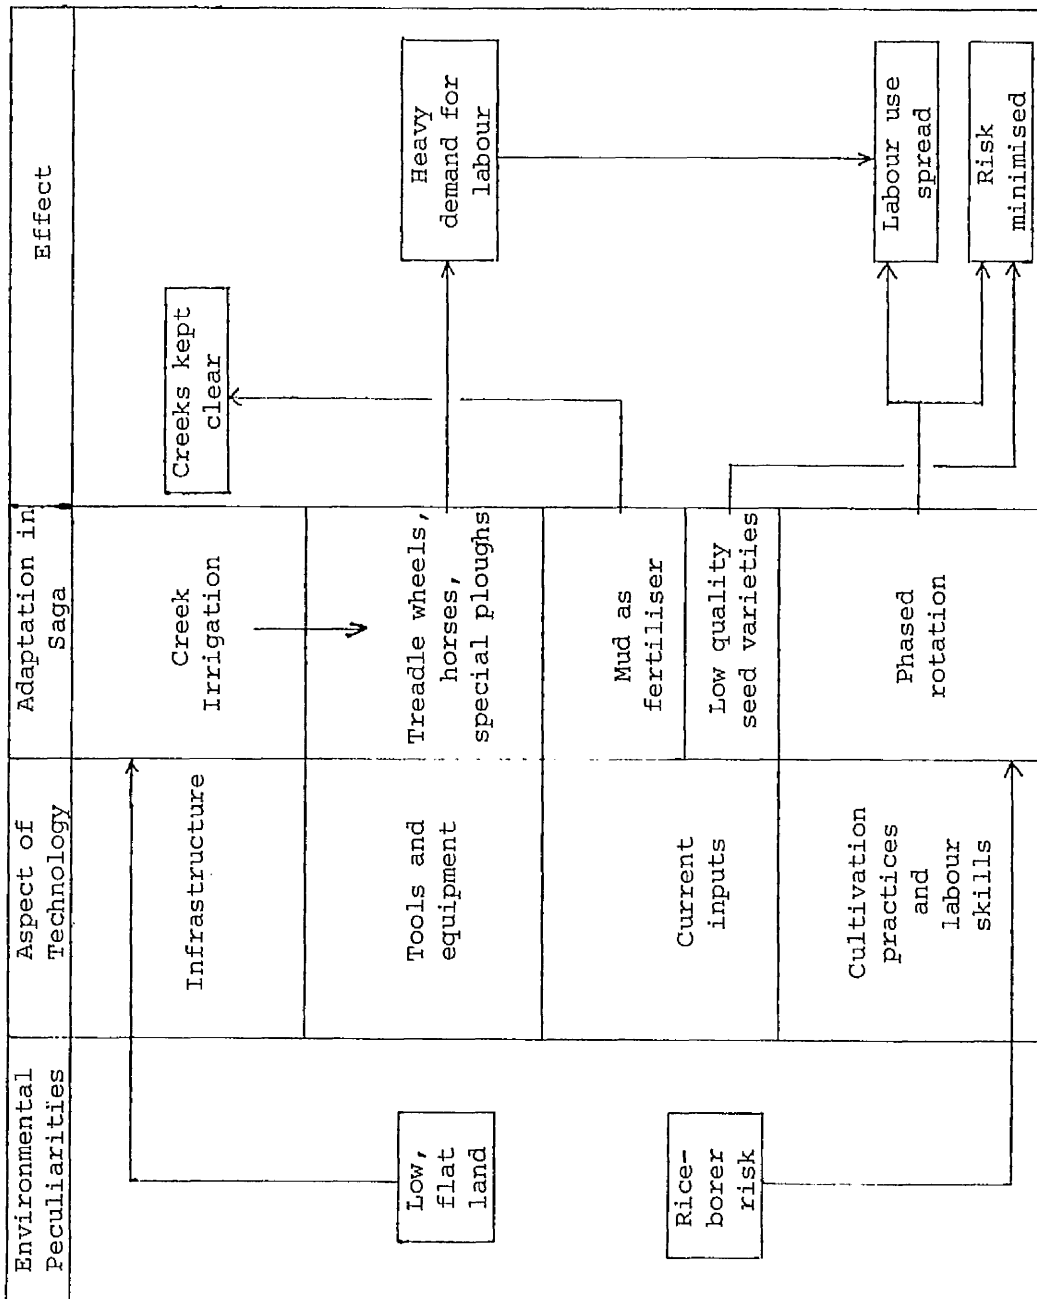 Environmental
Peculiarities
Aspect of
Technology
Adaptation in
Saga
Effect
Low,
flat
land
Rice-
borer
risk
Infrastructure
Tools and
equipment
Current
inputs
Cultivation
practices
and
labour
skills
Creek
Irrigation
Treadle wheels,
horses,
special ploughs
Mud as
fertiliser
Low quality
seed varieties
Phased
rotation
Creeks kept
clear
Heavy
demand for
labour
Labour use
spread
Risk
minimised